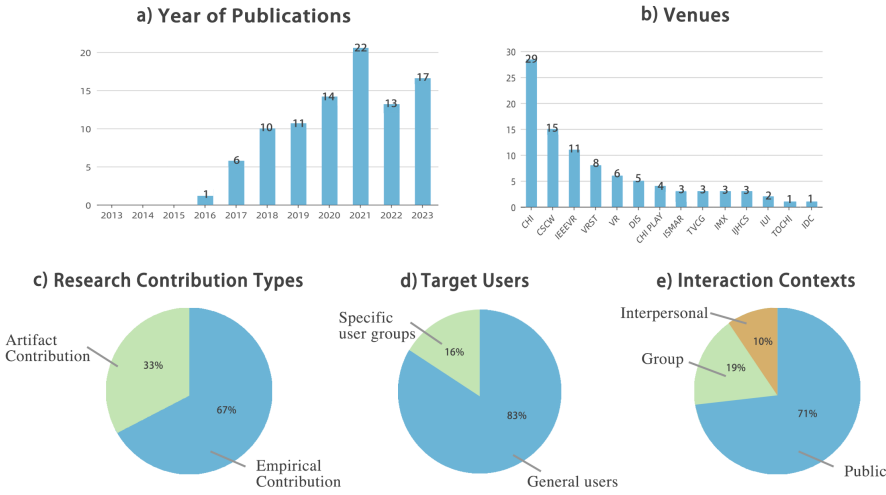 a) Year of Publications
20
15
10
5
0
1
6
10
11
14
22
13
17
2013 2014 2015 2016 2017 2018 2019 2020 2021 2022 2023
b) Venues
30
25
20
15
10
5
0
29
15
11
8
6
5
4
3
3
3
3
2
1
1
CHI CSCW IEEEVR VRST VR DIS CHI PLAY ISMAR TVCG IMX IJHCS IUI TOCHI IDC
c) Research Contribution Types
Artifact
Contribution
33%
67%
Empirical
Contribution
d) Target Users
Specific
user groups
16%
83%
General users
e) Interaction Contexts
Interpersonal
10%
Group
19%
71%
Public